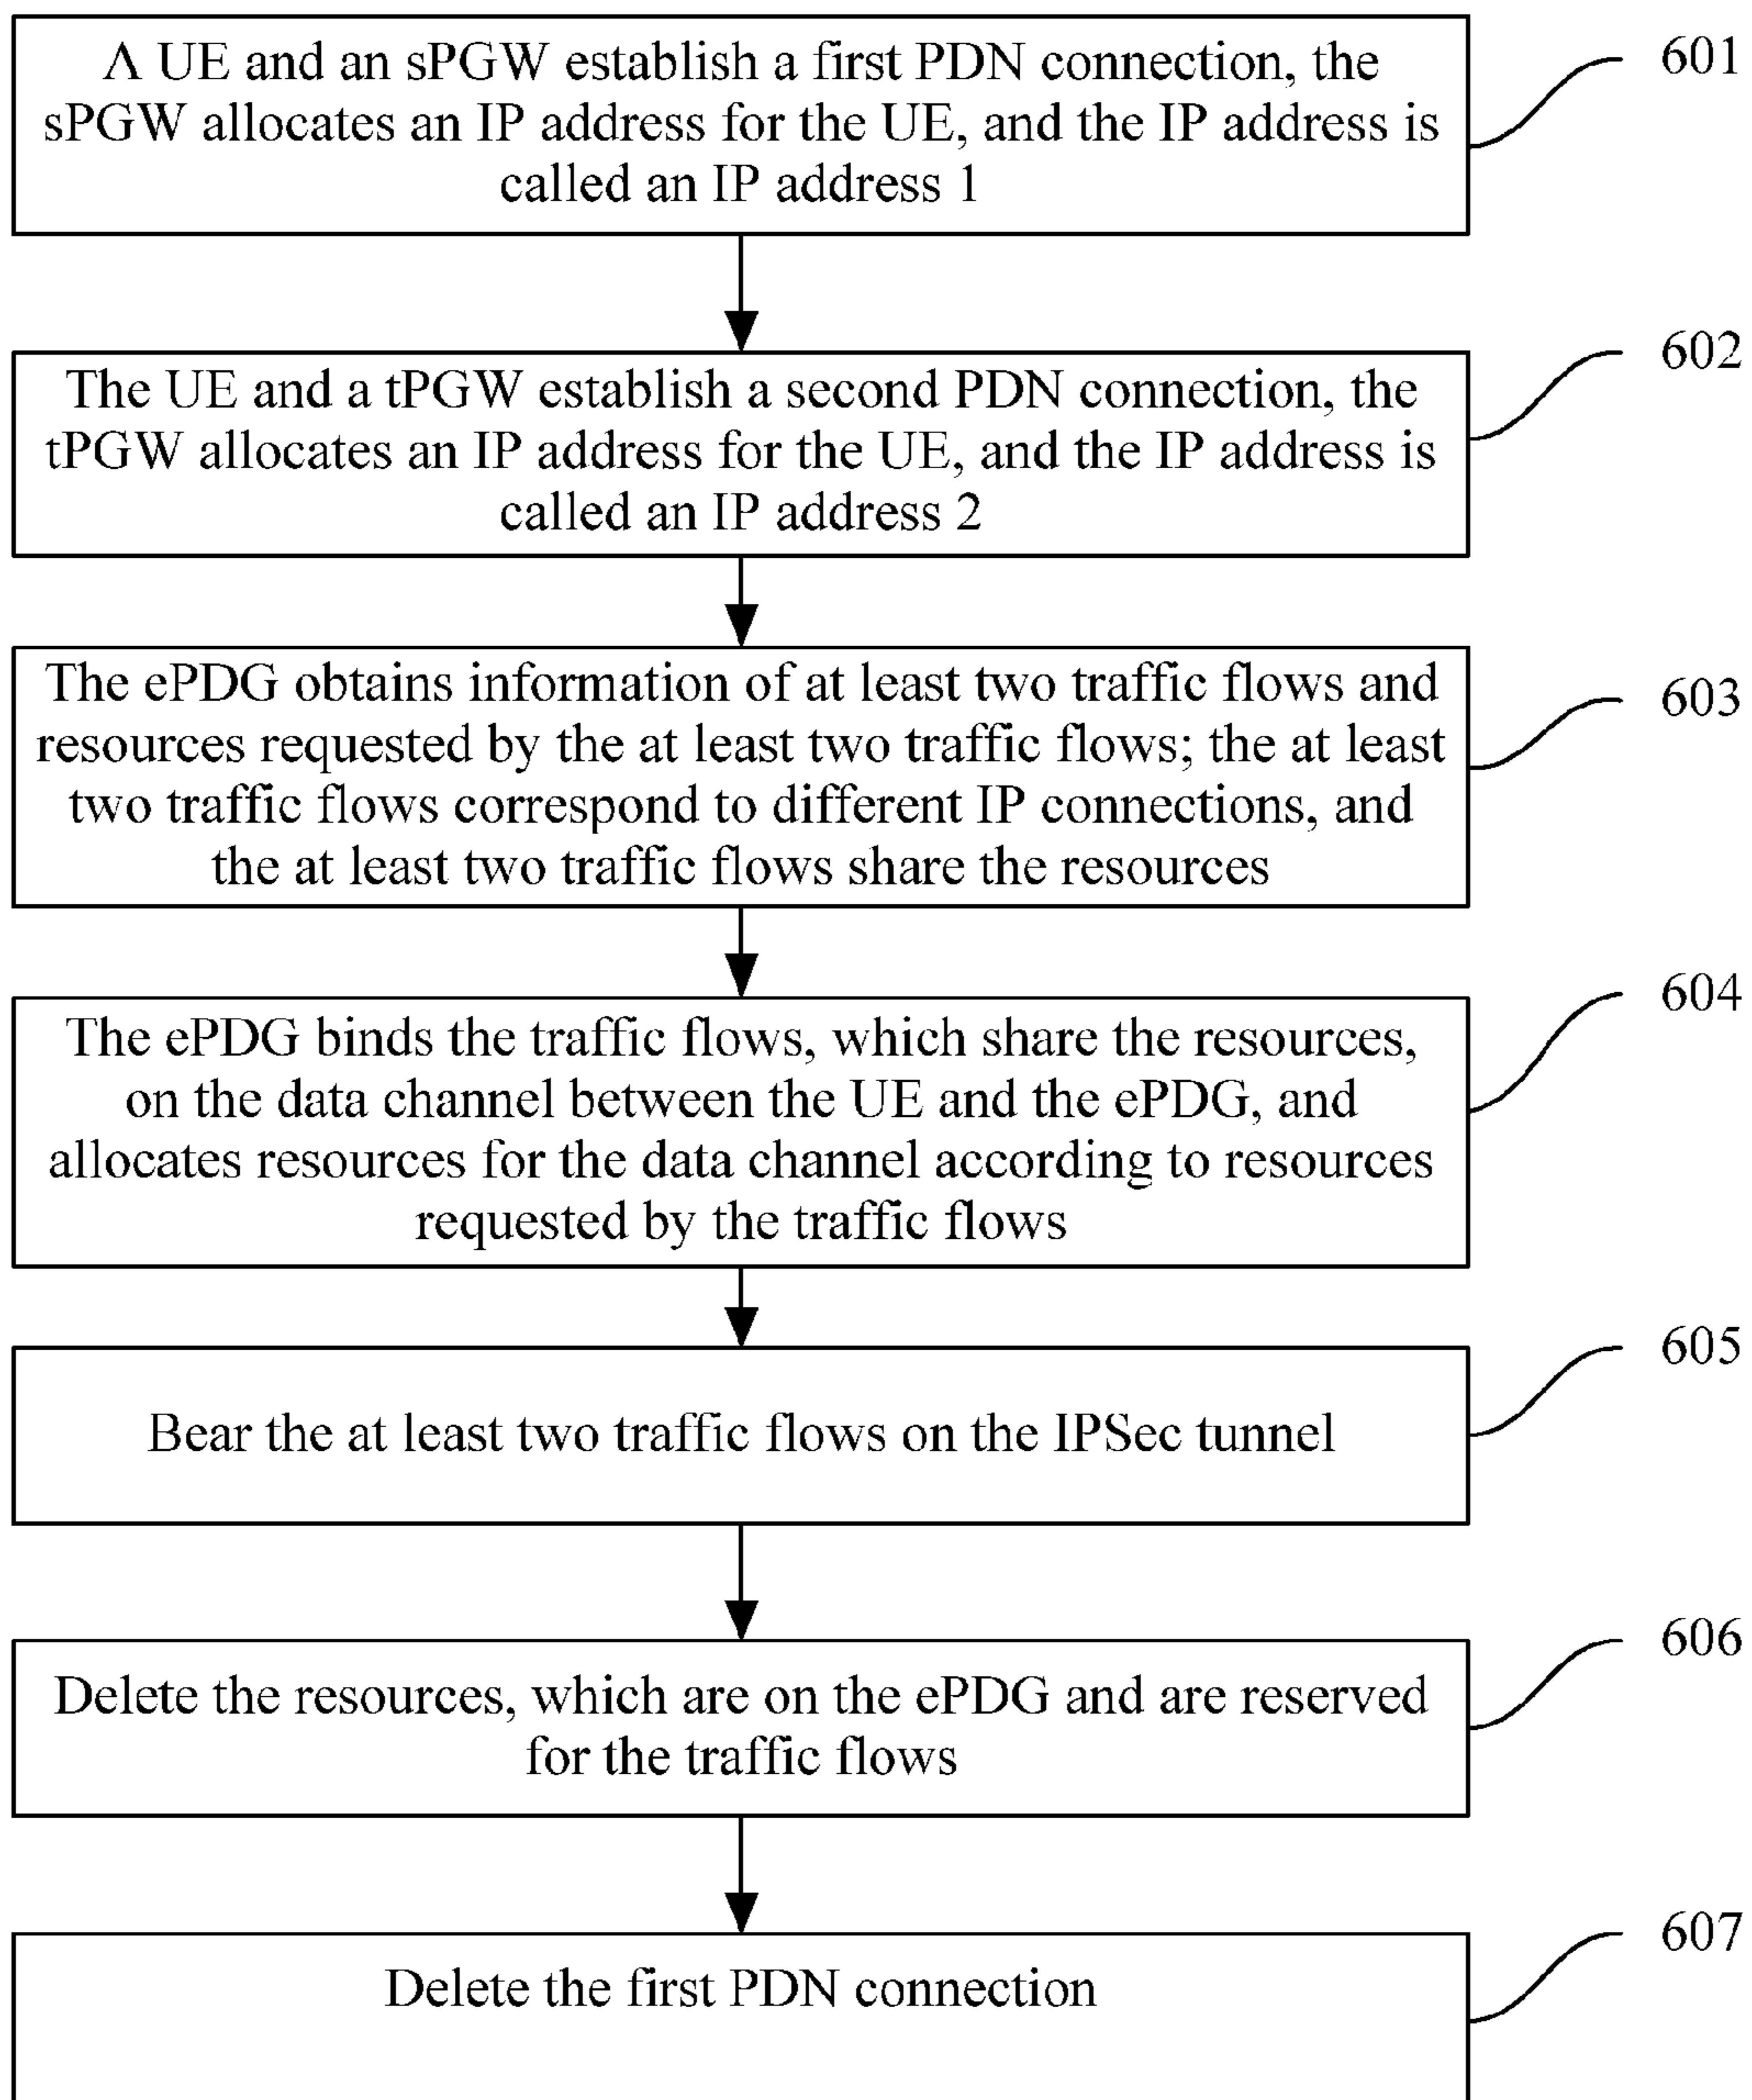 A UE and an sPGW establish a first PDN connection, the
sPGW allocates an IP address for the UE, and the IP address is
called an IP address 1
601
The UE and a tPGW establish a second PDN connection, the
tPGW allocates an IP address for the UE, and the IP address is
called an IP address 2
602
The ePDG obtains information of at least two traffic flows and
resources requested by the at least two traffic flows; the at least
two traffic flows correspond to different IP connections, and
the at least two traffic flows share the resources
603
The ePDG binds the traffic flows, which share the resources,
on the data channel between the UE and the ePDG, and
allocates resources for the data channel according to resources
requested by the traffic flows
604
Bear the at least two traffic flows on the IPSec tunnel
605
Delete the resources, which are on the ePDG and are reserved
for the traffic flows
606
Delete the first PDN connection
607